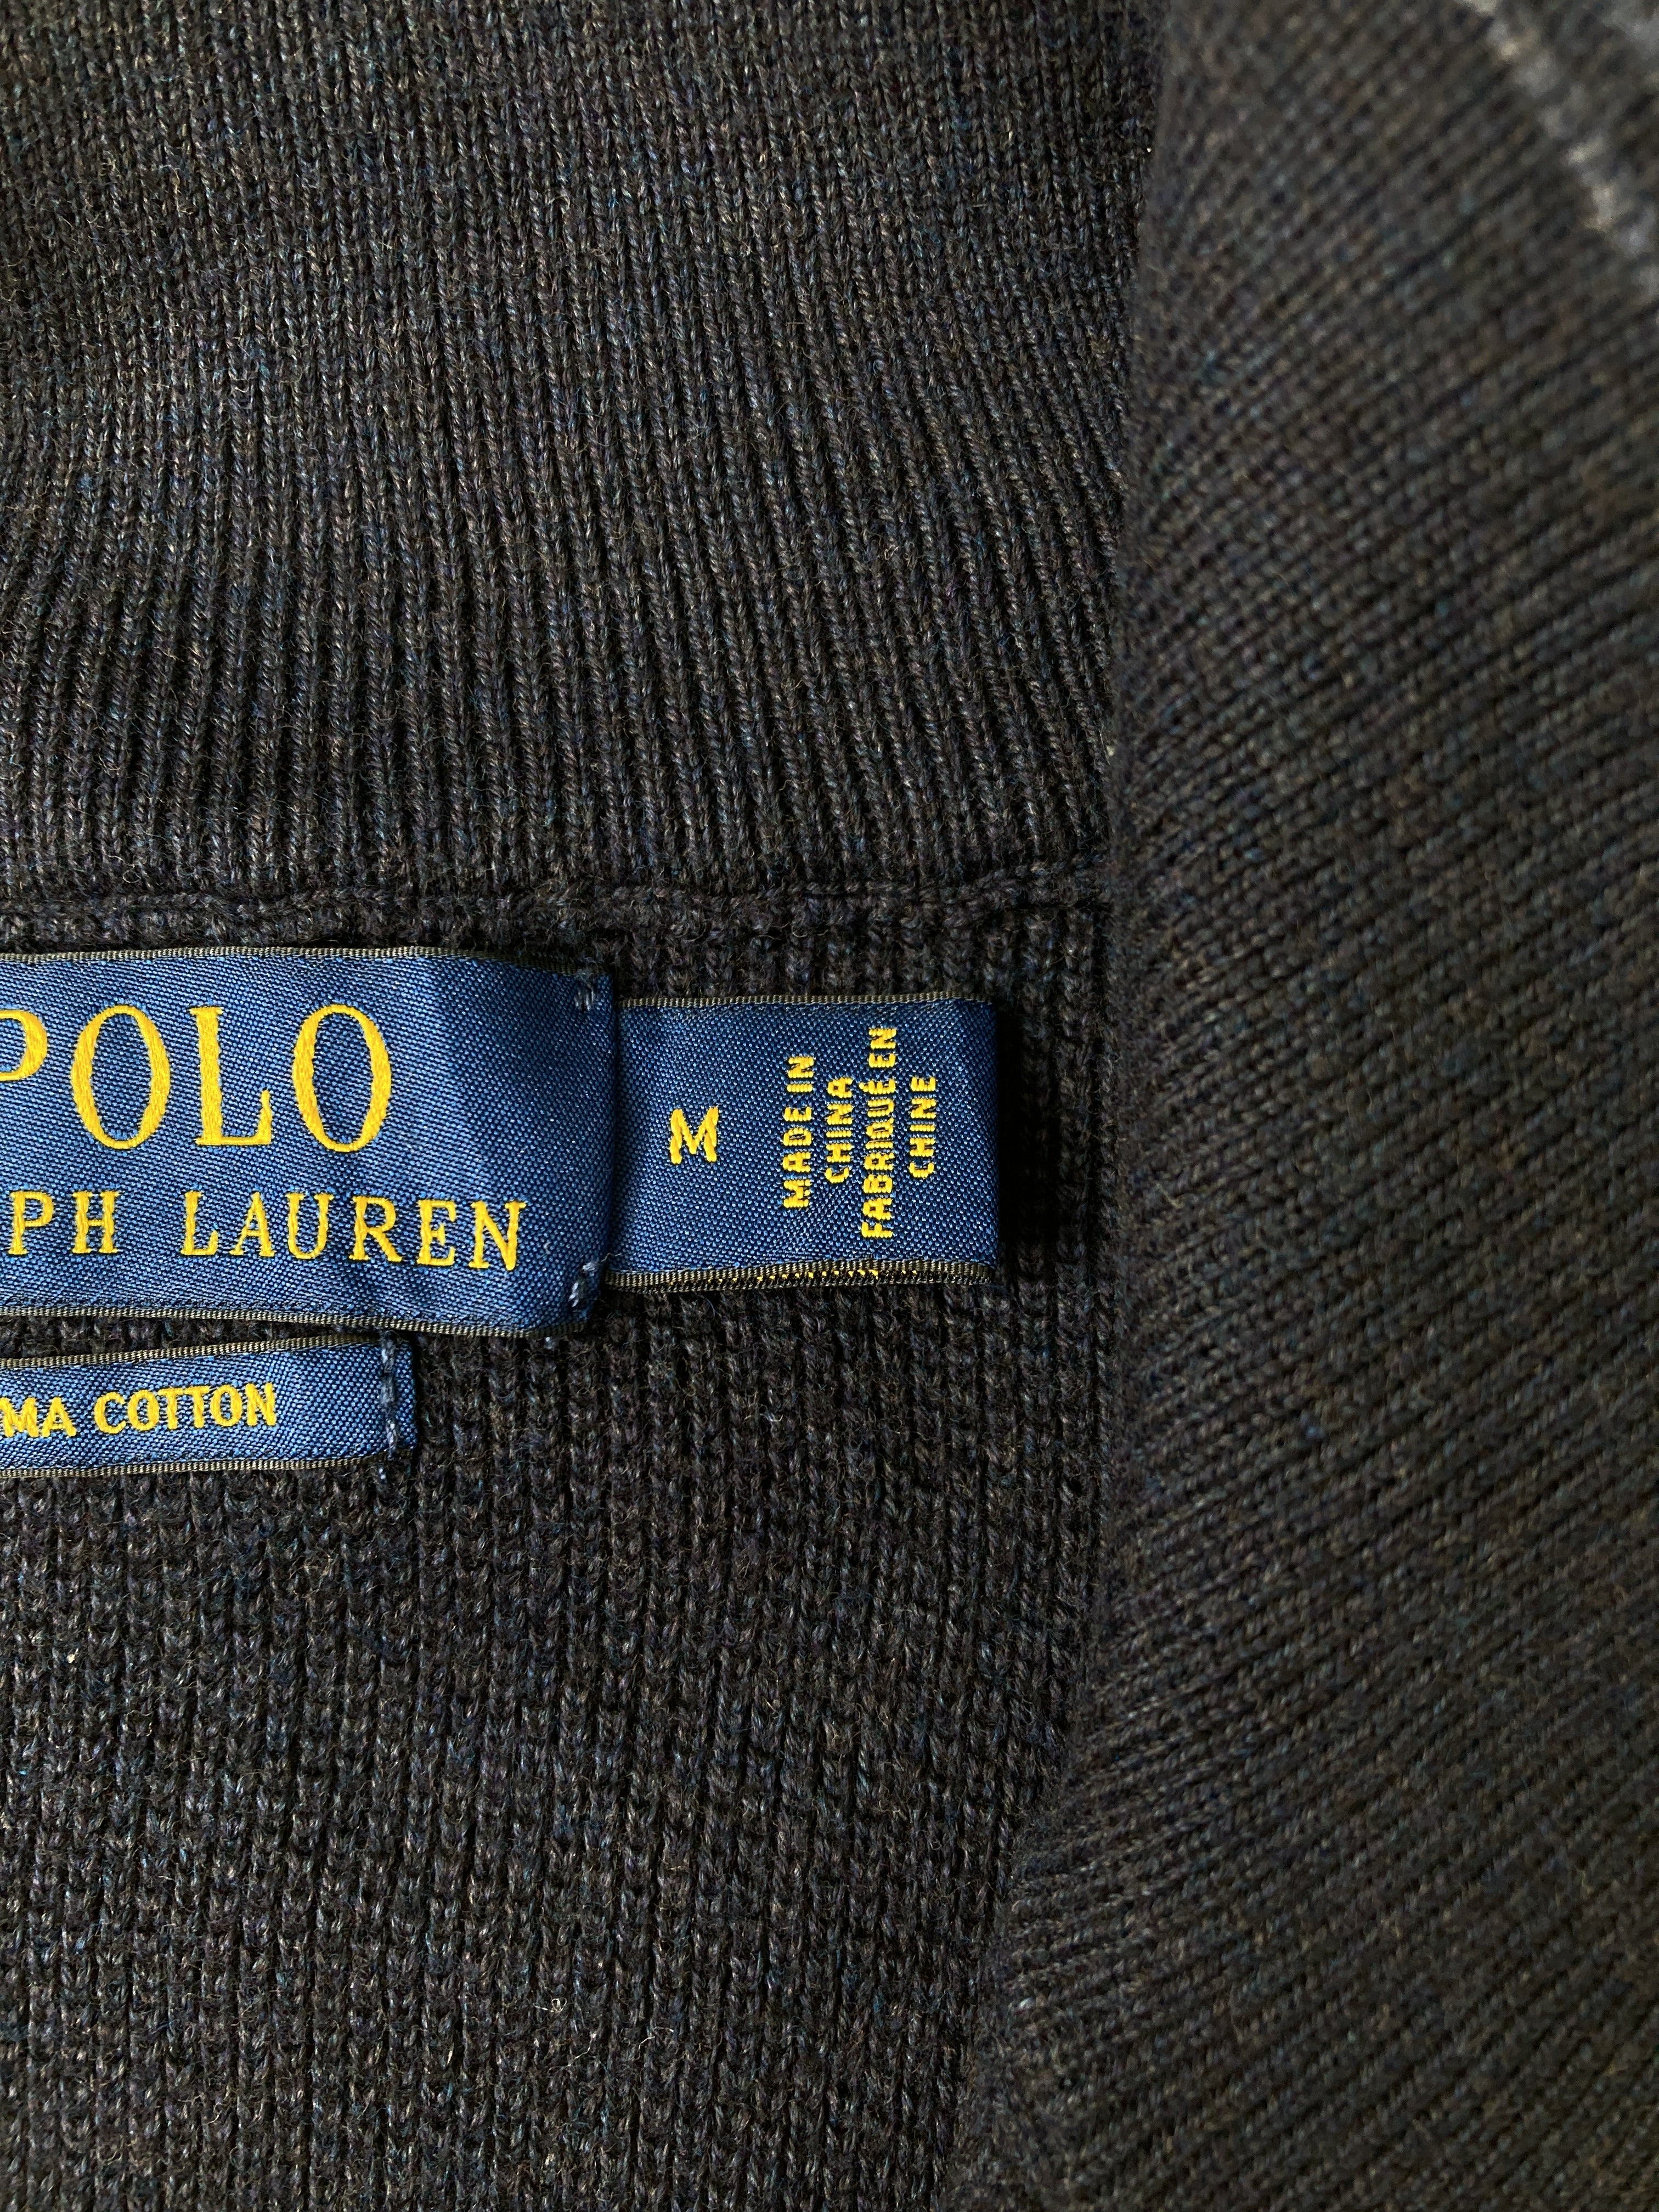 POLO
PH LAUREN
M
MADE IN
CHINA
FABRIQUÉ EN
CHINE
MA COTTON